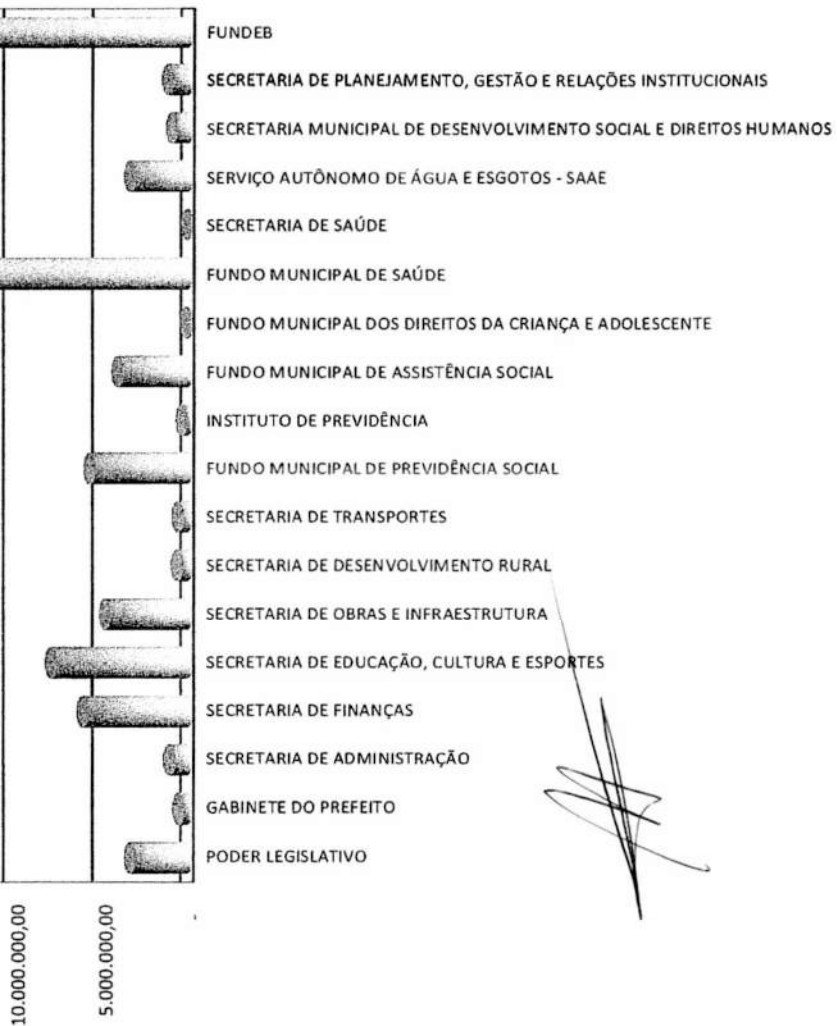 FUNDEB
SECRETARIA DE PLANEJAMENTO, GESTÃO E RELAÇÕES INSTITUCIONAIS
SECRETARIA MUNICIPAL DE DESENVOLVIMENTO SOCIAL E DIREITOS HUMANOS
SERVIÇO AUTÔNOMO DE ÁGUA E ESGOTOS - SAAE
SECRETARIA DE SAÚDE
FUNDO MUNICIPAL DE SAÚDE
FUNDO MUNICIPAL DOS DIREITOS DA CRIANÇA E ADOLESCENTE
FUNDO MUNICIPAL DE ASSISTÊNCIA SOCIAL
INSTITUTO DE PREVIDÊNCIA
FUNDO MUNICIPAL DE PREVIDÊNCIA SOCIAL
SECRETARIA DE TRANSPORTES
SECRETARIA DE DESENVOLVIMENTO RURAL
SECRETARIA DE OBRAS E INFRAESTRUTURA
SECRETARIA DE EDUCAÇÃO, CULTURA E ESPORTES
SECRETARIA DE FINANÇAS
SECRETARIA DE ADMINISTRAÇÃO
GABINETE DO PREFEITO
PODER LEGISLATIVO
10.000.000,00
5.000.000,00
-